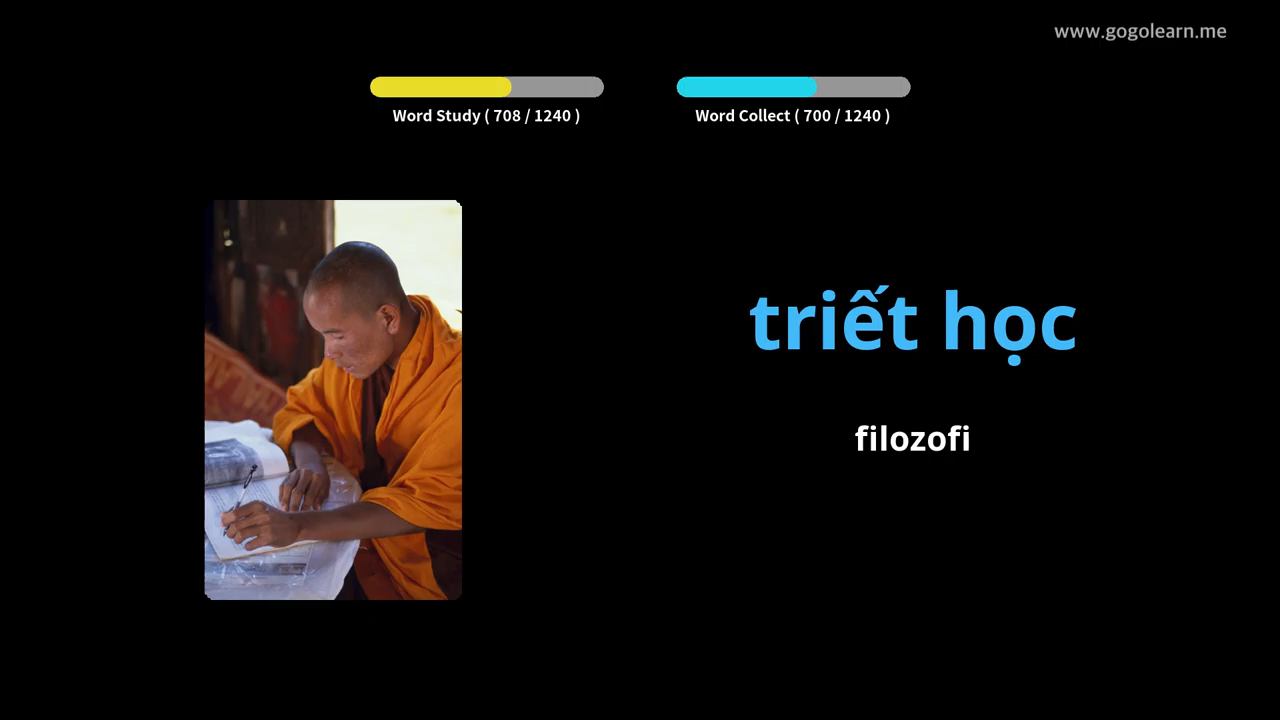 www.gogolearn.me
Word Study ( 708 / 1240 )
Word Collect ( 700 / 1240 )
triết học
filozofi